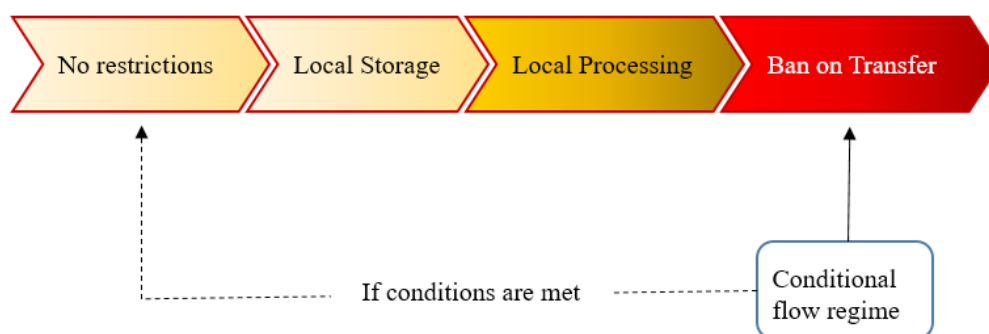 No restrictions
Local Storage
Local Processing
Ban on Transfer
If conditions are met
Conditional
flow regime